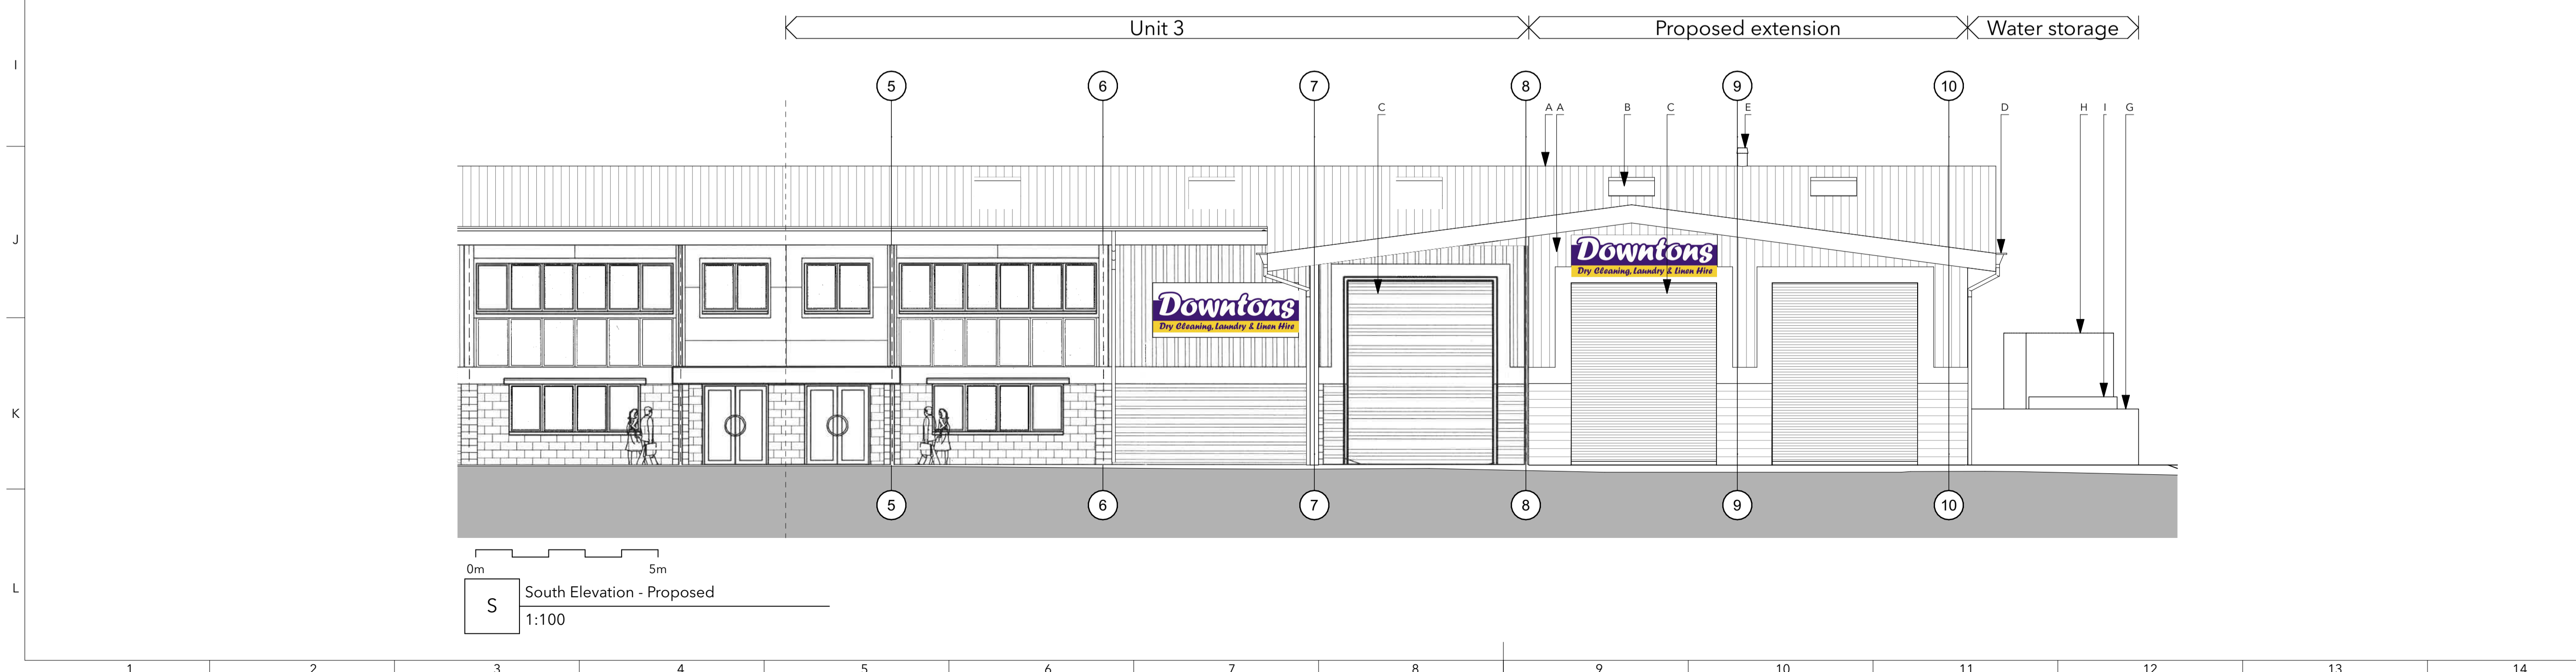 Unit 3
Proposed extension
Water storage
I
5
6
7
8
9
10
C
A
A
B
C
E
D
H
I
G
J
Downtons
Dry Cleaning, Laundry & Linen Hire
Downtons
Dry Cleaning, Laundry & Linen Hire
K
5
6
7
8
9
10
0m
5m
L
S
South Elevation - Proposed
1:100
1
2
3
4
5
6
7
8
9
10
11
12
13
14